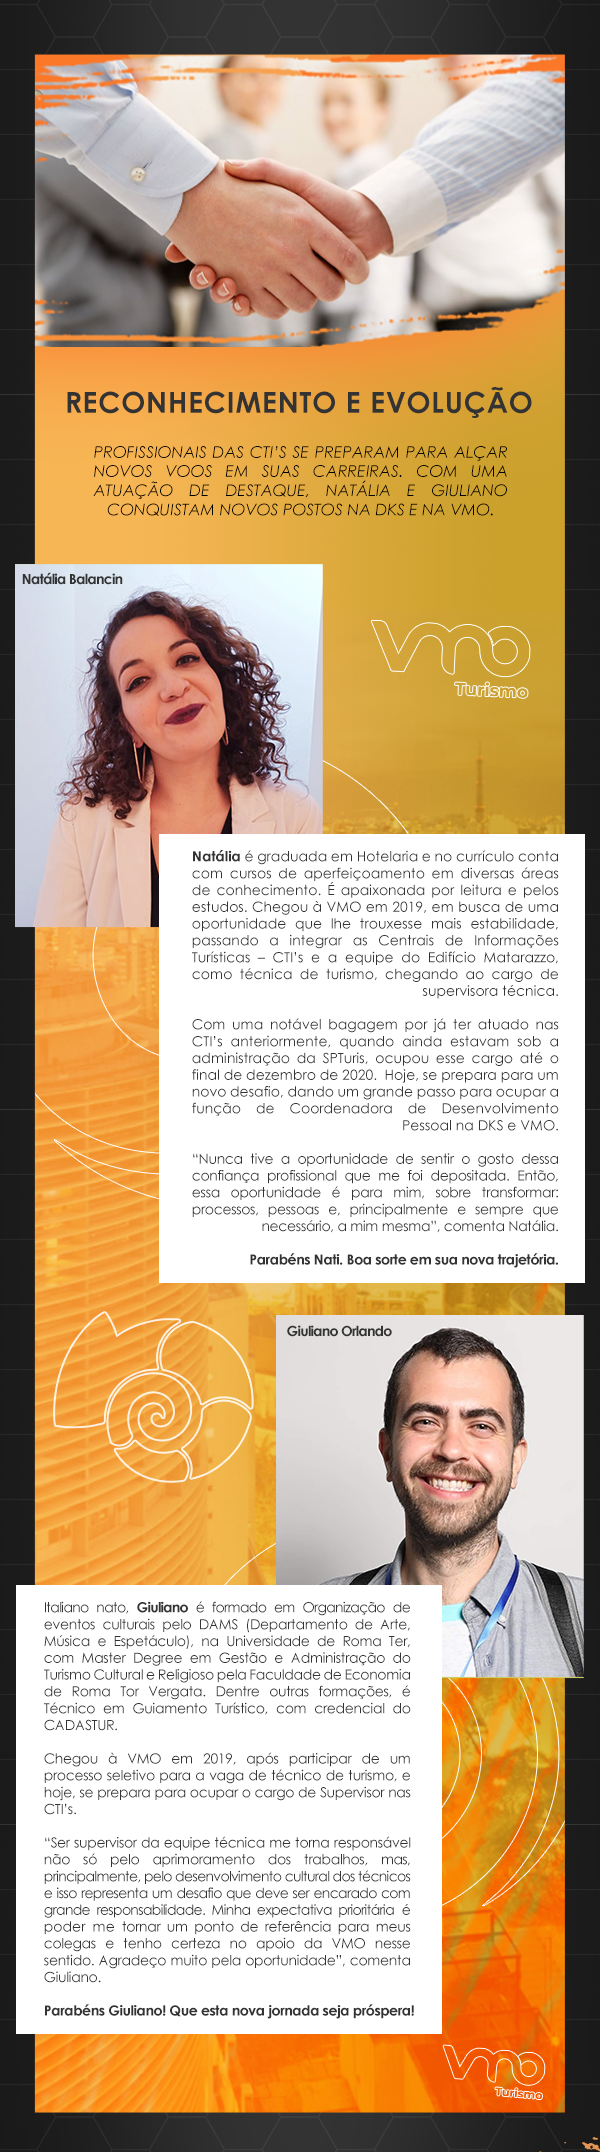 RECONHECIMENTO E EVOLUÇÃO
PROFISSIONAIS DAS CTI'S SE PREPARAM PARA ALÇAR
NOVOS VOOS EM SUAS CARREIRAS. COM UMA
ATUAÇÃO DE DESTAQUE, NATÁLIA E GIULIANO
CONQUISTAM NOVOS POSTOS NA DKS E NA VMO.
Natália Balancin
vmo
Turismo
Natália é graduada em Hotelaria e no currículo conta
com cursos de aperfeiçoamento em diversas áreas
de conhecimento. É apaixonada por leitura e pelos
estudos. Chegou à VMO em 2019, em busca de uma
oportunidade que lhe trouxesse mais estabilidade,
passando a integrar as Centrais de Informações
Turísticas – CTI's e a equipe do Edifício Matarazzo,
como técnica de turismo, chegando ao cargo de
supervisora técnica.
Com uma notável bagagem por já ter atuado nas
CTI's anteriormente, quando ainda estavam sob a
administração da SPTuris, ocupou esse cargo até o
final de dezembro de 2020. Hoje, se prepara para um
novo desafio, dando um grande passo para ocupar a
função de Coordenadora de Desenvolvimento
Pessoal na DKS e VMO.
“Nunca tive a oportunidade de sentir o gosto dessa
confiança profissional que me foi depositada. Então,
essa oportunidade é para mim, sobre transformar:
processos, pessoas e, principalmente e sempre que
necessário, a mim mesma”, comenta Natália.
Parabéns Nati. Boa sorte em sua nova trajetória.
Giuliano Orlando
Italiano nato, Giuliano é formado em Organização de
eventos culturais pelo DAMS (Departamento de Arte,
Música e Espetáculo), na Universidade de Roma Ter,
com Master Degree em Gestão e Administração do
Turismo Cultural e Religioso pela Faculdade de Economia
de Roma Tor Vergata. Dentre outras formações, é
Técnico em Guiamento Turístico, com credencial do
CADASTUR.
Chegou à VMO em 2019, após participar de um
processo seletivo para a vaga de técnico de turismo, e
hoje, se prepara para ocupar o cargo de Supervisor nas
CTI's.
“Ser supervisor da equipe técnica me torna responsável
não só pelo aprimoramento dos trabalhos, mas,
principalmente, pelo desenvolvimento cultural dos técnicos
e isso representa um desafio que deve ser encarado com
grande responsabilidade. Minha expectativa prioritária é
poder me tornar um ponto de referência para meus
colegas e tenho certeza no apoio da VMO nesse
sentido. Agradeço muito pela oportunidade”, comenta
Giuliano.
Parabéns Giuliano! Que esta nova jornada seja próspera!
vmo
Turismo